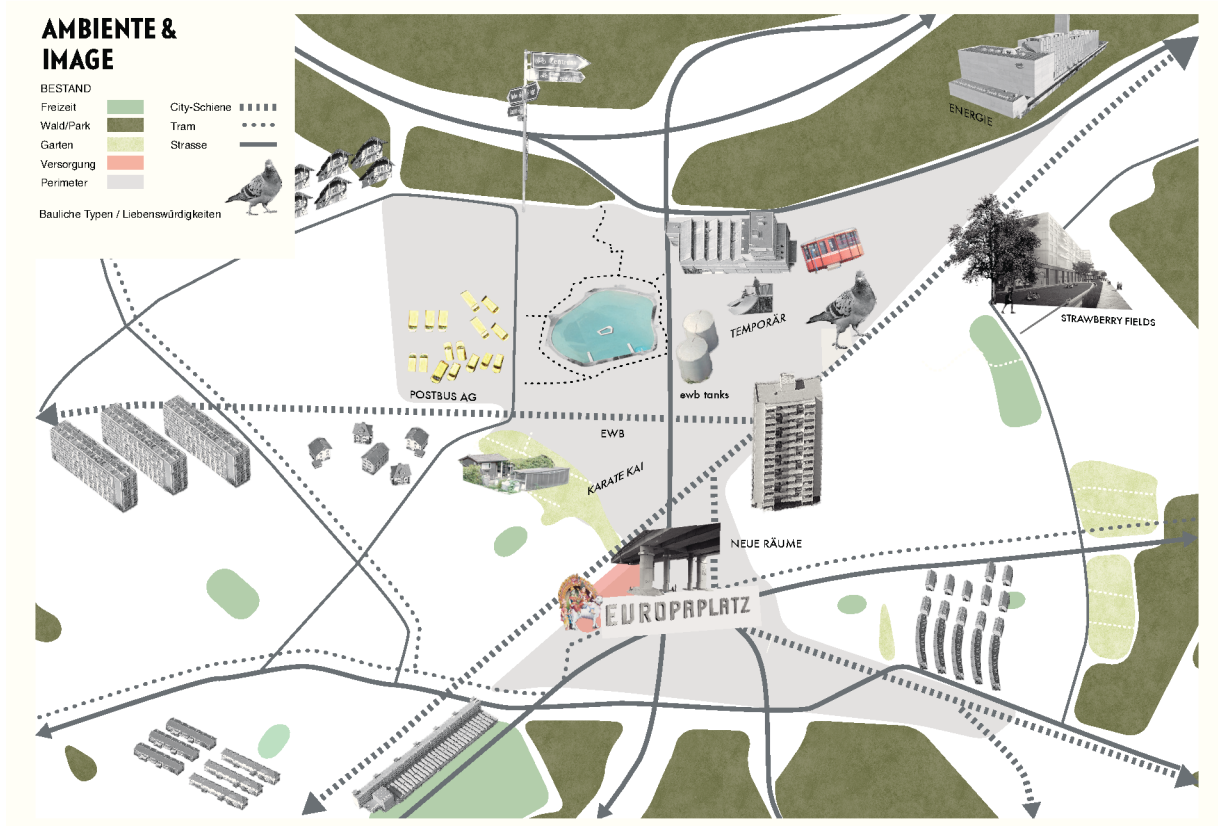 AMBIENTE &
IMAGE
BESTAND
Freizeit
Wald/Park
Garten
Versorgung
Perimeter
City-Schiene
Tram
Strasse
Bauliche Typen / Liebenswürdigkeiten
ENERGIE
STRAWBERRY FIELDS
TEMPORÄR
POSTBUS AG
ewb tanks
EWB
KARATE KAI
NEUE RÄUME
EUROPAPLATZ